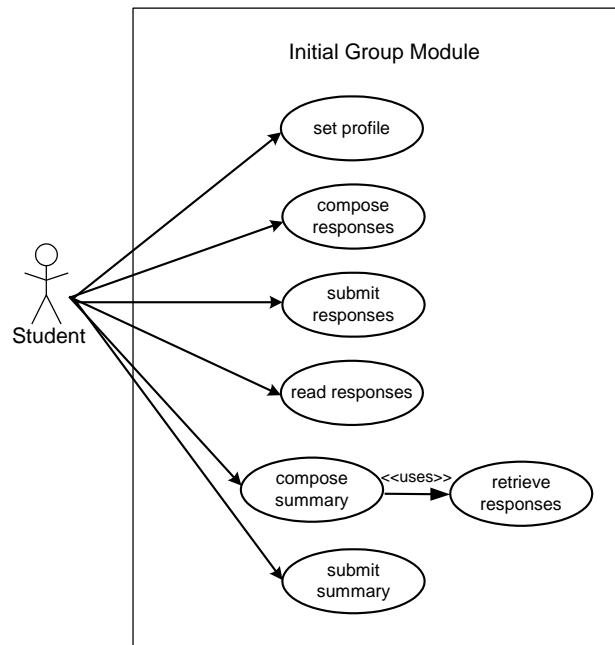 Initial Group Module
set profile
compose
responses
submit
responses
Student
read responses
compose
summary
<<uses>>
retrieve
responses
submit
summary